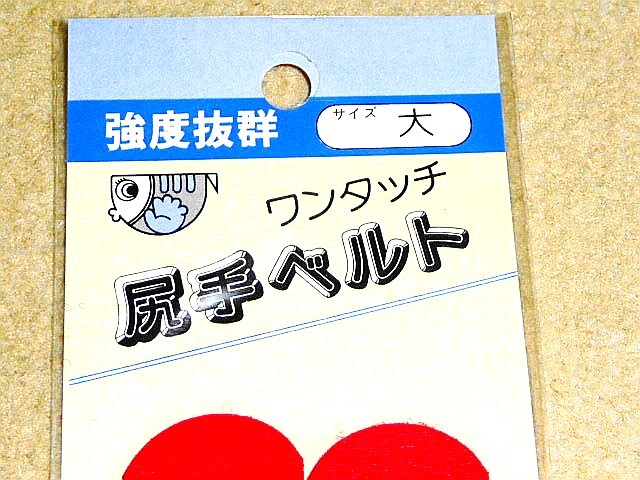 強度抜群
サイズ 大
ワンタッチ
尻手ベルト